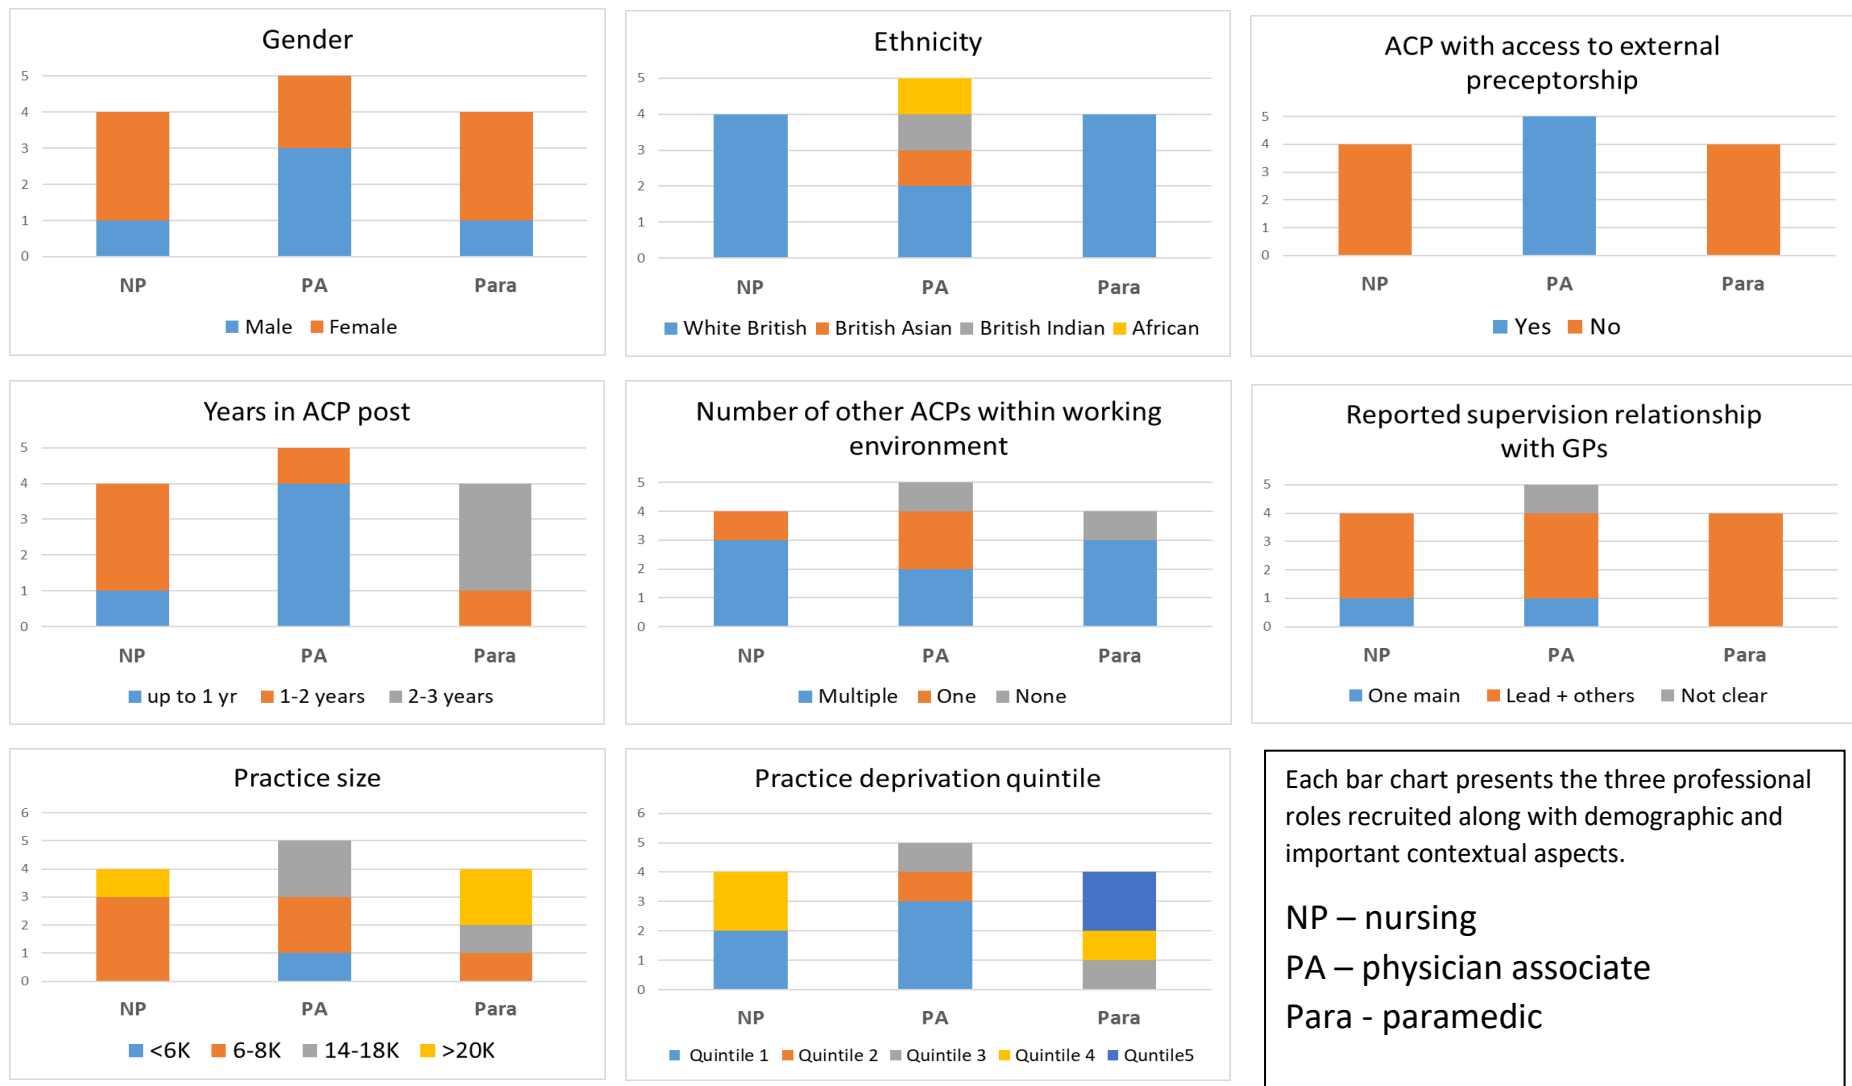 Gender
5
4
3
2
1
0
NP PA Para
Male Female
Ethnicity
5
4
3
2
1
0
NP PA Para
White British British Asian British Indian African
ACP with access to external
preceptorship
5
4
3
2
1
0
NP PA Para
Yes No
Years in ACP post
5
4
3
2
1
0
NP PA Para
up to 1 yr 1-2 years 2-3 years
Number of other ACPs within working
environment
5
4
3
2
1
0
NP PA Para
Multiple One None
Reported supervision relationship
with GPs
5
4
3
2
1
0
NP PA Para
One main Lead + others Not clear
Practice size
6
5
4
3
2
1
0
NP PA Para
<6K 6-8K 14-18K >20K
Practice deprivation quintile
6
5
4
3
2
1
0
NP PA Para
Quintile 1 Quintile 2 Quintile 3 Quintile 4 Quntile5
Each bar chart presents the three professional
roles recruited along with demographic and
important contextual aspects.
NP – nursing
PA – physician associate
Para - paramedic